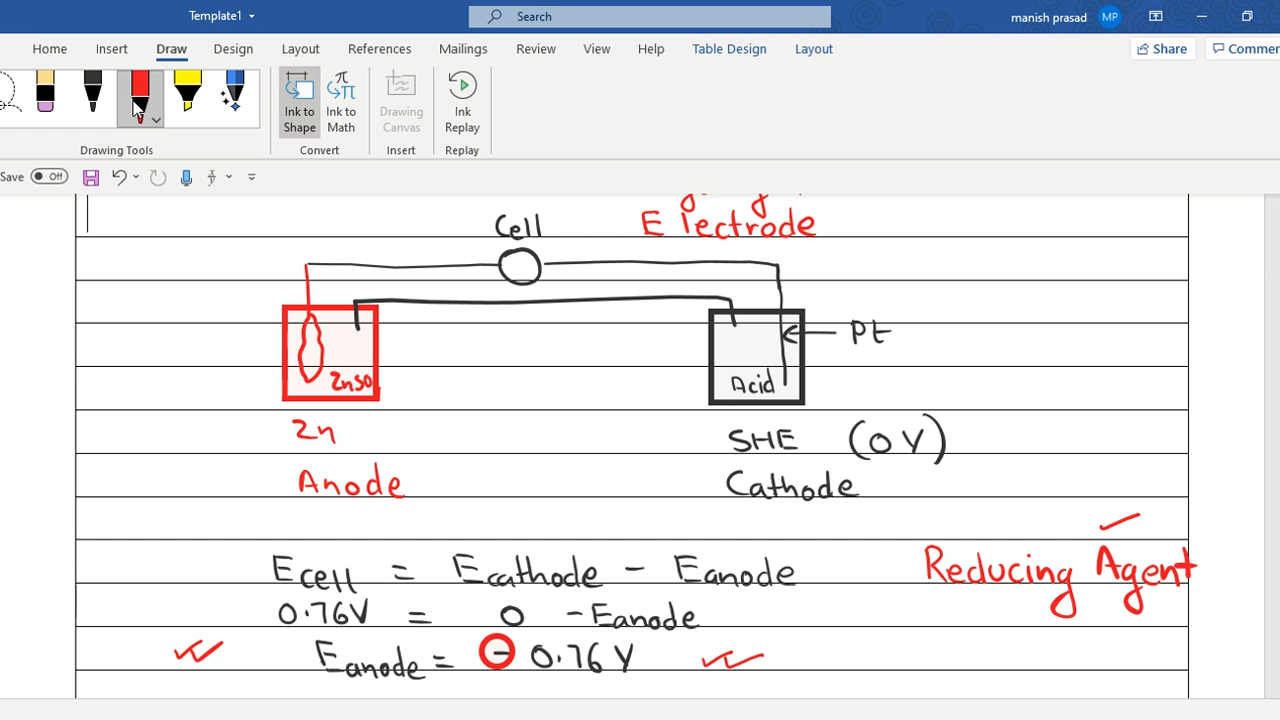 Template1
Search
manish prasad MP
Home Insert Draw Design Layout References Mailings Review View Help Table Design Layout Share
Ink to Shape
Ink to Math
Drawing Canvas
Ink Replay
Drawing Tools Convert Insert Replay
Save Off
Cell
Electrode
Pt
ZnSO
Acid
Zn
SHE (0 V)
Anode
Cathode
Ecell = Ecathode - Eanode
Reducing Agent
0.76V = 0 - Eanode
Eanode = - 0.76 V